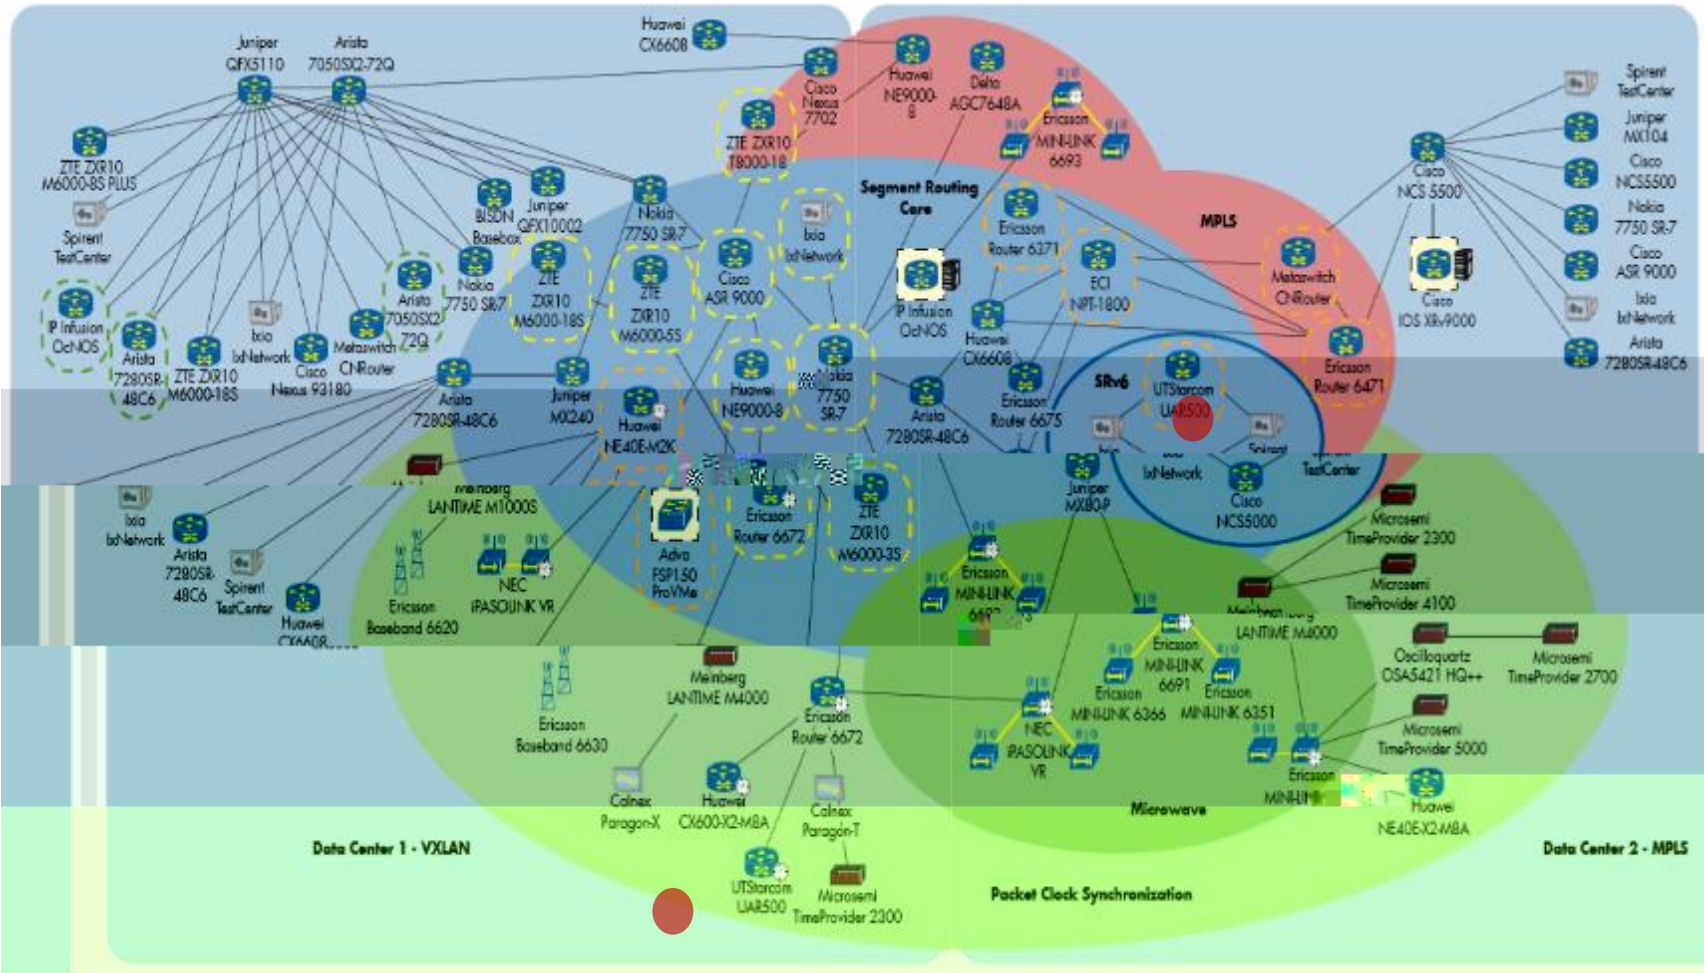 Huawei
CX6608
Juniper
QFX5110
Arista
7050SX2-72Q
Cisco
Nexus
7702
Huawei
NE9000-
8
Delta
AGC7648A
Ericsson
MINI-LINK
6693
ZTE ZXR10
T8000-18
ZTE ZXR10
M6000-8S PLUS
Spirent
TestCenter
BISDN
Basebox
Juniper
QFX10002
Nokia
7750 SR-7
Ixia
IxNetwork
Segment Routing
Core
Ericsson
Router 6371
MPLS
Cisco
NCS 5500
Spirent
TestCenter
Juniper
MX104
Cisco
NCS5500
Nokia
7750 SR-7
Cisco
ASR 9000
Ixia
IxNetwork
Arista
7280SR-48C6
IP Infusion
OcNOS
Arista
7280SR-
48C6
ZTE ZXR10
M6000-18S
Ixia
IxNetwork
Cisco
Nexus 93180
Metaswitch
CNRouter
Arista
7050SX2
72Q
Nokia
7750 SR-7
ZTE
ZXR10
M6000-18S
ZTE
ZXR10
M6000-5S
Cisco
ASR 9000
IP Infusion
OcNOS
ECI
NPT-1800
Metaswitch
CNRouter
Cisco
IOS XRv9000
Huawei
CX6608
Ericsson
Router 6471
Arista
7280SR-48C6
Juniper
MX240
Huawei
NE40E-M2K
Huawei
NE9000-8
Nokia
7750
SR-7
Arista
7280SR-48C6
Ericsson
Router 6675
SRv6
UTStarcom
UAR500
Ixia
IxNetwork
Spirent
TestCenter
Cisco
NCS5000
Juniper
MX80-P
Ixia
IxNetwork
Arista
7280SR-
48C6
Spirent
TestCenter
Huawei
CX6608
Meinberg
LANTIME M1000S
Ericsson
Baseband 6620
NEC
iPASOLINK VR
Adva
FSP150
ProVMe
Ericsson
Router 6672
ZTE
ZXR10
M6000-3S
Ericsson
MINI-LINK
Microsemi
TimeProvider 2300
Microsemi
TimeProvider 4100
LANTIME M4000
Oscilloquartz
OSA5421 HQ++
Microsemi
TimeProvider 2700
Ericsson
MINI-LINK
6691
Ericsson
MINI-LINK 6366
Ericsson
MINI-LINK 6351
Meinberg
LANTIME M4000
Ericsson
Baseband 6630
Ericsson
Router 6672
NEC
iPASOLINK
VR
Microsemi
TimeProvider 5000
Ericsson
Calnex
Paragon-X
Huawei
CX600-X2-M8A
Calnex
Paragon-T
Microwave
Huawei
NE40E-X2-M8A
Data Center 1 - VXLAN
Data Center 2 - MPLS
UTStarcom
UAR500
Microsemi
TimeProvider 2300
Packet Clock Synchronization